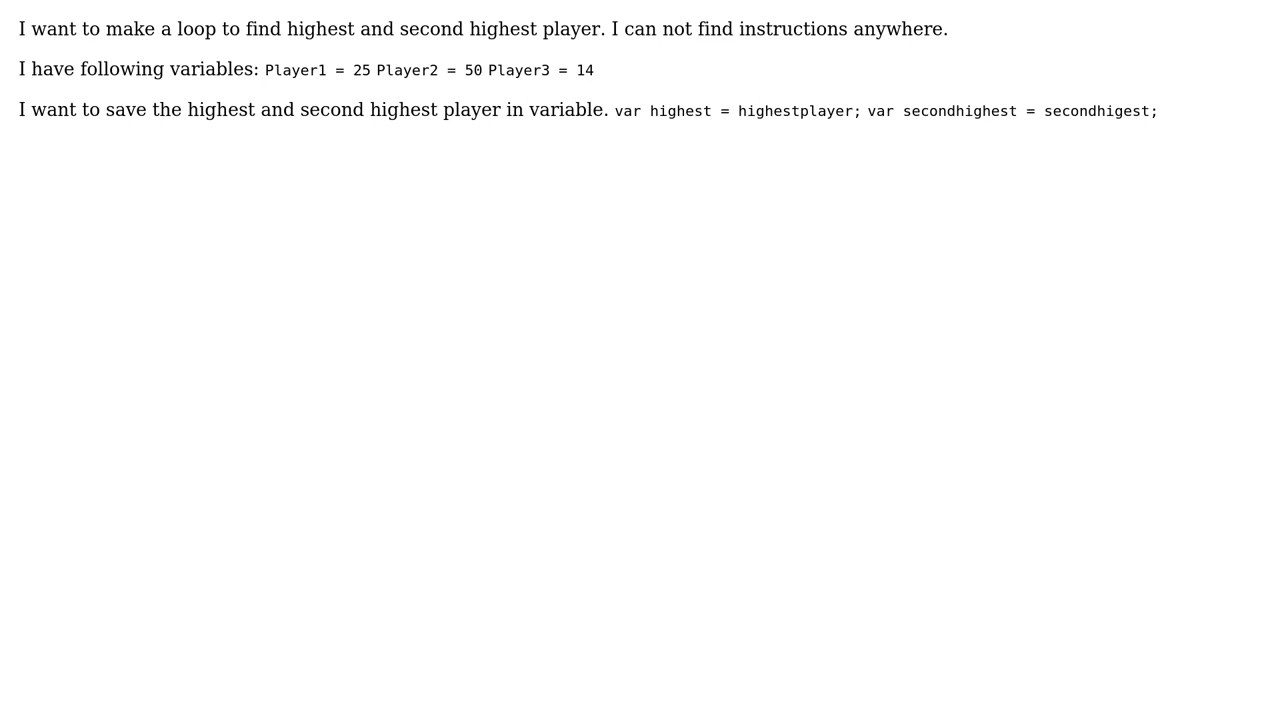 I want to make a loop to find highest and second highest player. I can not find instructions anywhere.
I have following variables: Player1 = 25 Player2 = 50 Player3 = 14
I want to save the highest and second highest player in variable. var highest = highestplayer; var secondhighest = secondhigest;